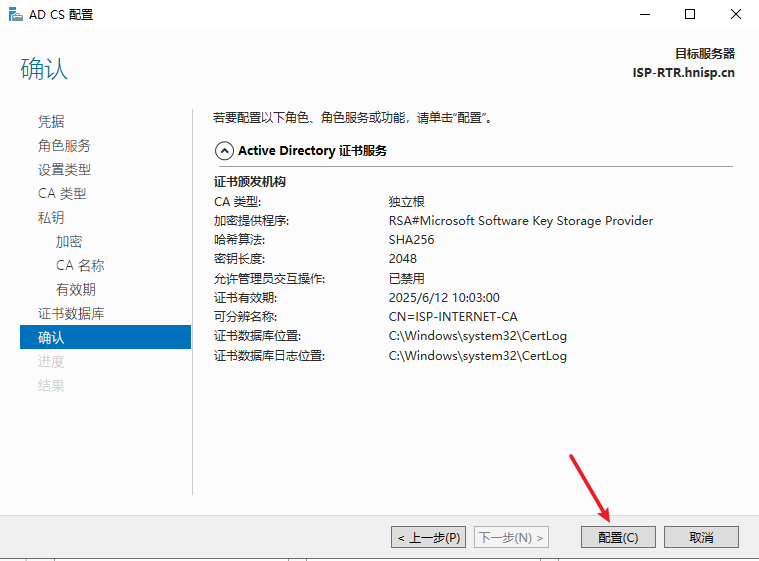 AD CS 配置
确认
目标服务器
ISP-RTR.hnisp.cn
凭据
角色服务
设置类型
CA 类型
私钥
加密
CA 名称
有效期
证书数据库
确认
进度
结果
若要配置以下角色、角色服务或功能，请单击"配置"。
Active Directory 证书服务
证书颁发机构
CA 类型: 独立根
加密提供程序: RSA#Microsoft Software Key Storage Provider
哈希算法: SHA256
密钥长度: 2048
允许管理员交互操作: 已禁用
证书有效期: 2025/6/12 10:03:00
可分辨名称: CN=ISP-INTERNET-CA
证书数据库位置: C:\Windows\system32\CertLog
证书数据库日志位置: C:\Windows\system32\CertLog
< 上一步(P) 下一步(N) > 配置(C) 取消